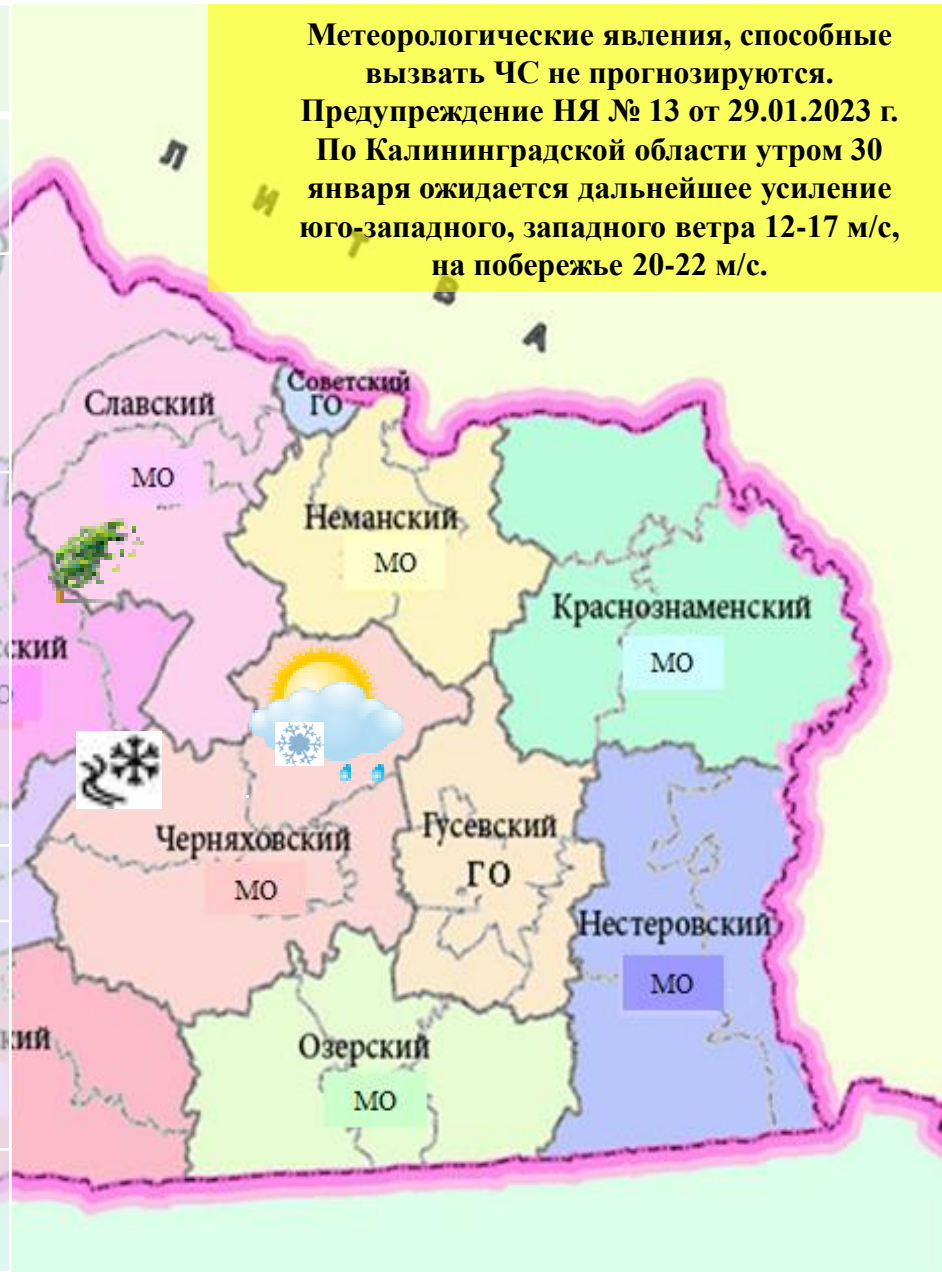 Метеорологические явления, способные
вызвать ЧС не прогнозируются.
Предупреждение НЯ № 13 от 29.01.2023 г.
По Калининградской области утром 30
января ожидается дальнейшее усиление
юго-западного, западного ветра 12-17 м/с,
на побережье 20-22 м/с.
Л И Т В А
Советский
ГО
Славский
МО
Неманский
МО
Краснознаменский
МО
ский
Черняховский
МО
Гусевский
ГО
Нестеровский
МО
кий
Озерский
МО